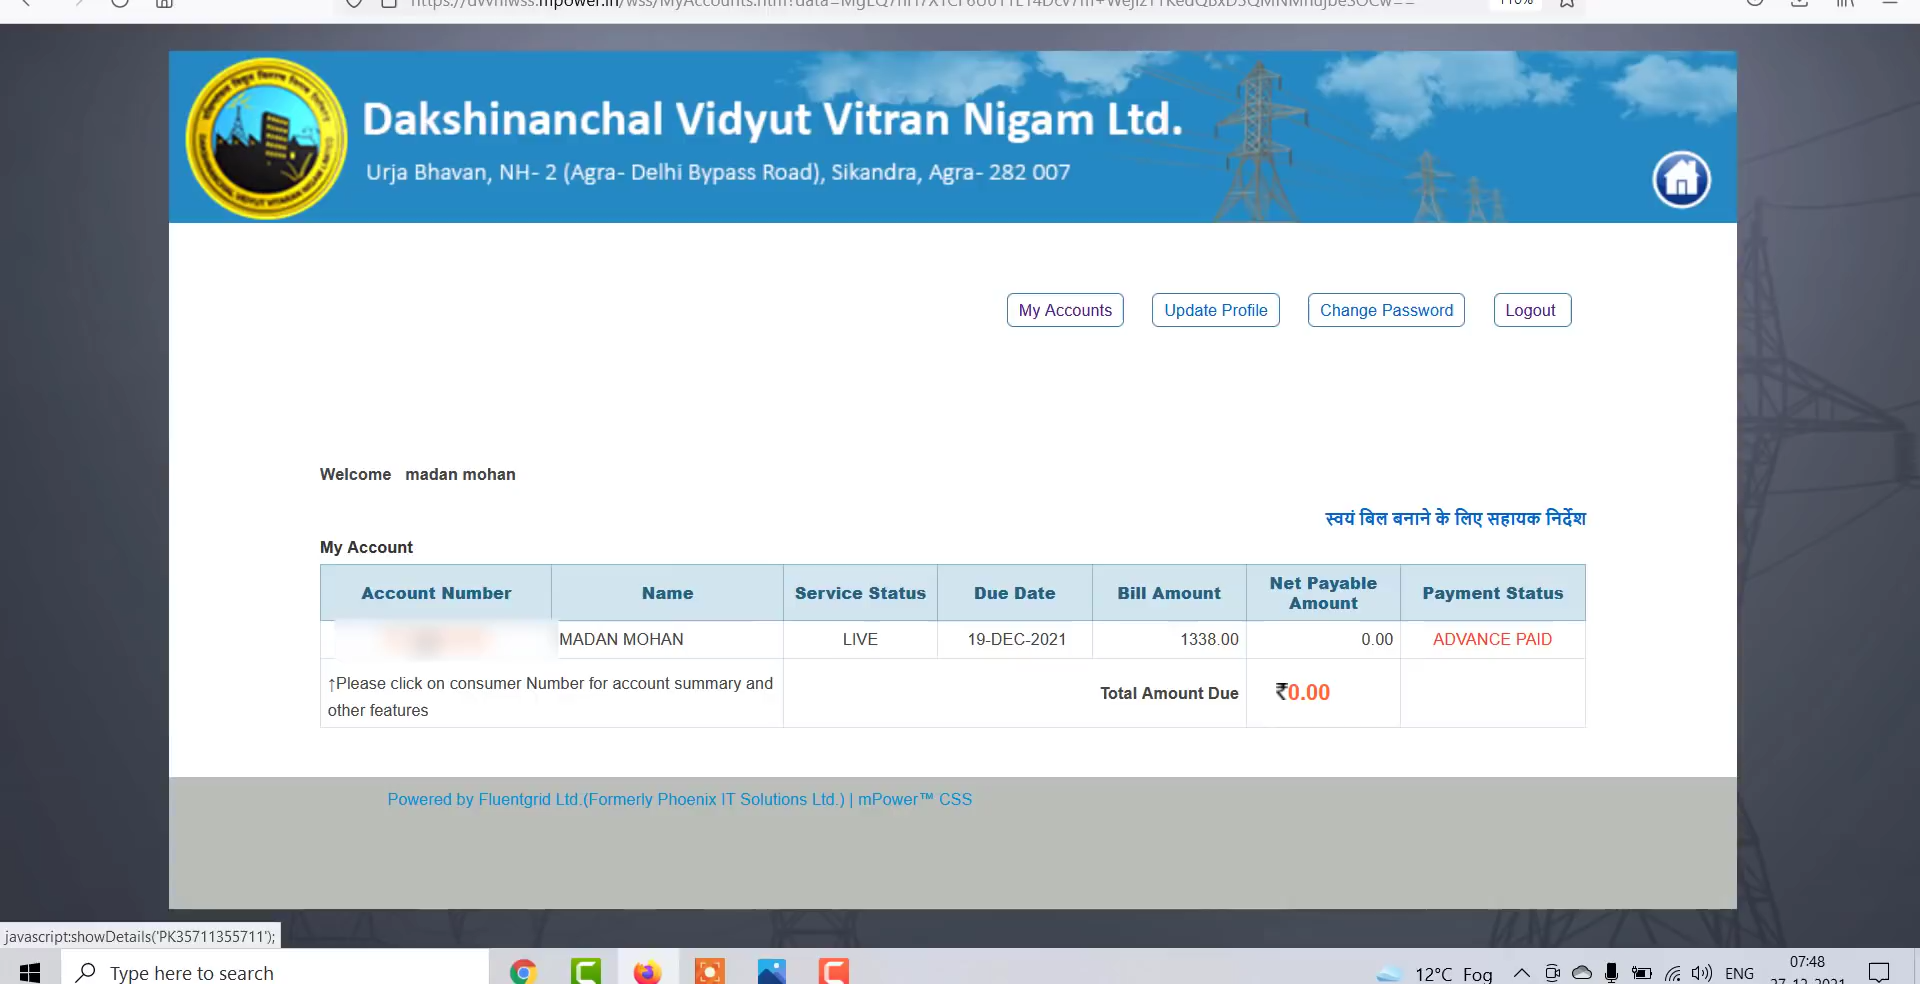 110%
Dakshinanchal Vidyut Vitran Nigam Ltd.
Urja Bhavan, NH- 2 (Agra- Delhi Bypass Road), Sikandra, Agra- 282 007
My Accounts Update Profile Change Password Logout
Welcome madan mohan
स्वयं बिल बनाने के लिए सहायक निर्देश
My Account
Account Number Name Service Status Due Date Bill Amount Net Payable Amount Payment Status
MADAN MOHAN LIVE 19-DEC-2021 1338.00 0.00 ADVANCE PAID
↑Please click on consumer Number for account summary and
other features
Total Amount Due ₹0.00
Powered by Fluentgrid Ltd.(Formerly Phoenix IT Solutions Ltd.) | mPower™ CSS
javascript:showDetails('PK35711355711');
Type here to search
12°C Fog ENG 07:48
27-12-2021